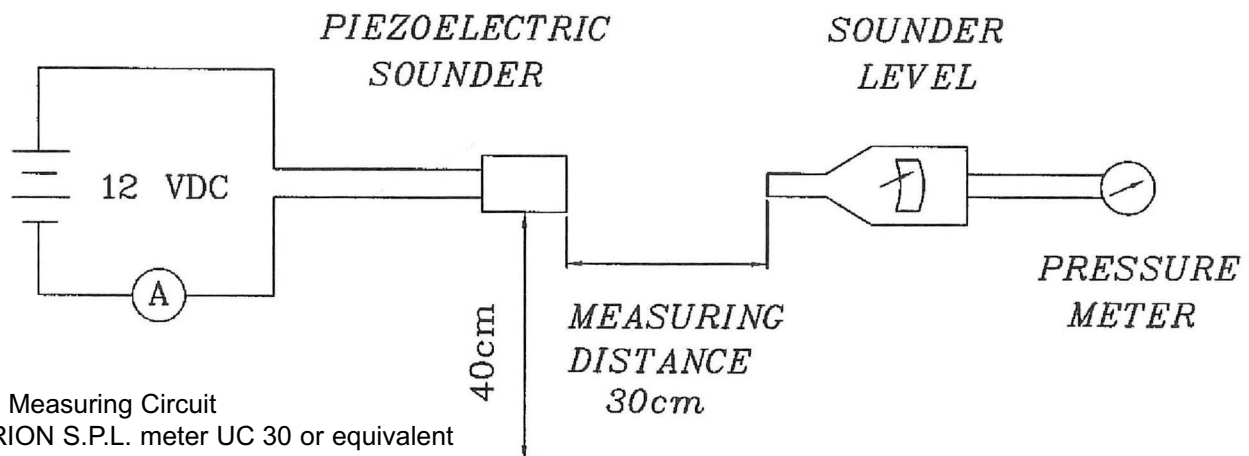 PIEZOELECTRIC
SOUNDER
SOUNDER
LEVEL
12 VDC
A
PRESSURE
METER
MEASURING
DISTANCE
30cm
40cm
Measuring Circuit
RION S.P.L. meter UC 30 or equivalent